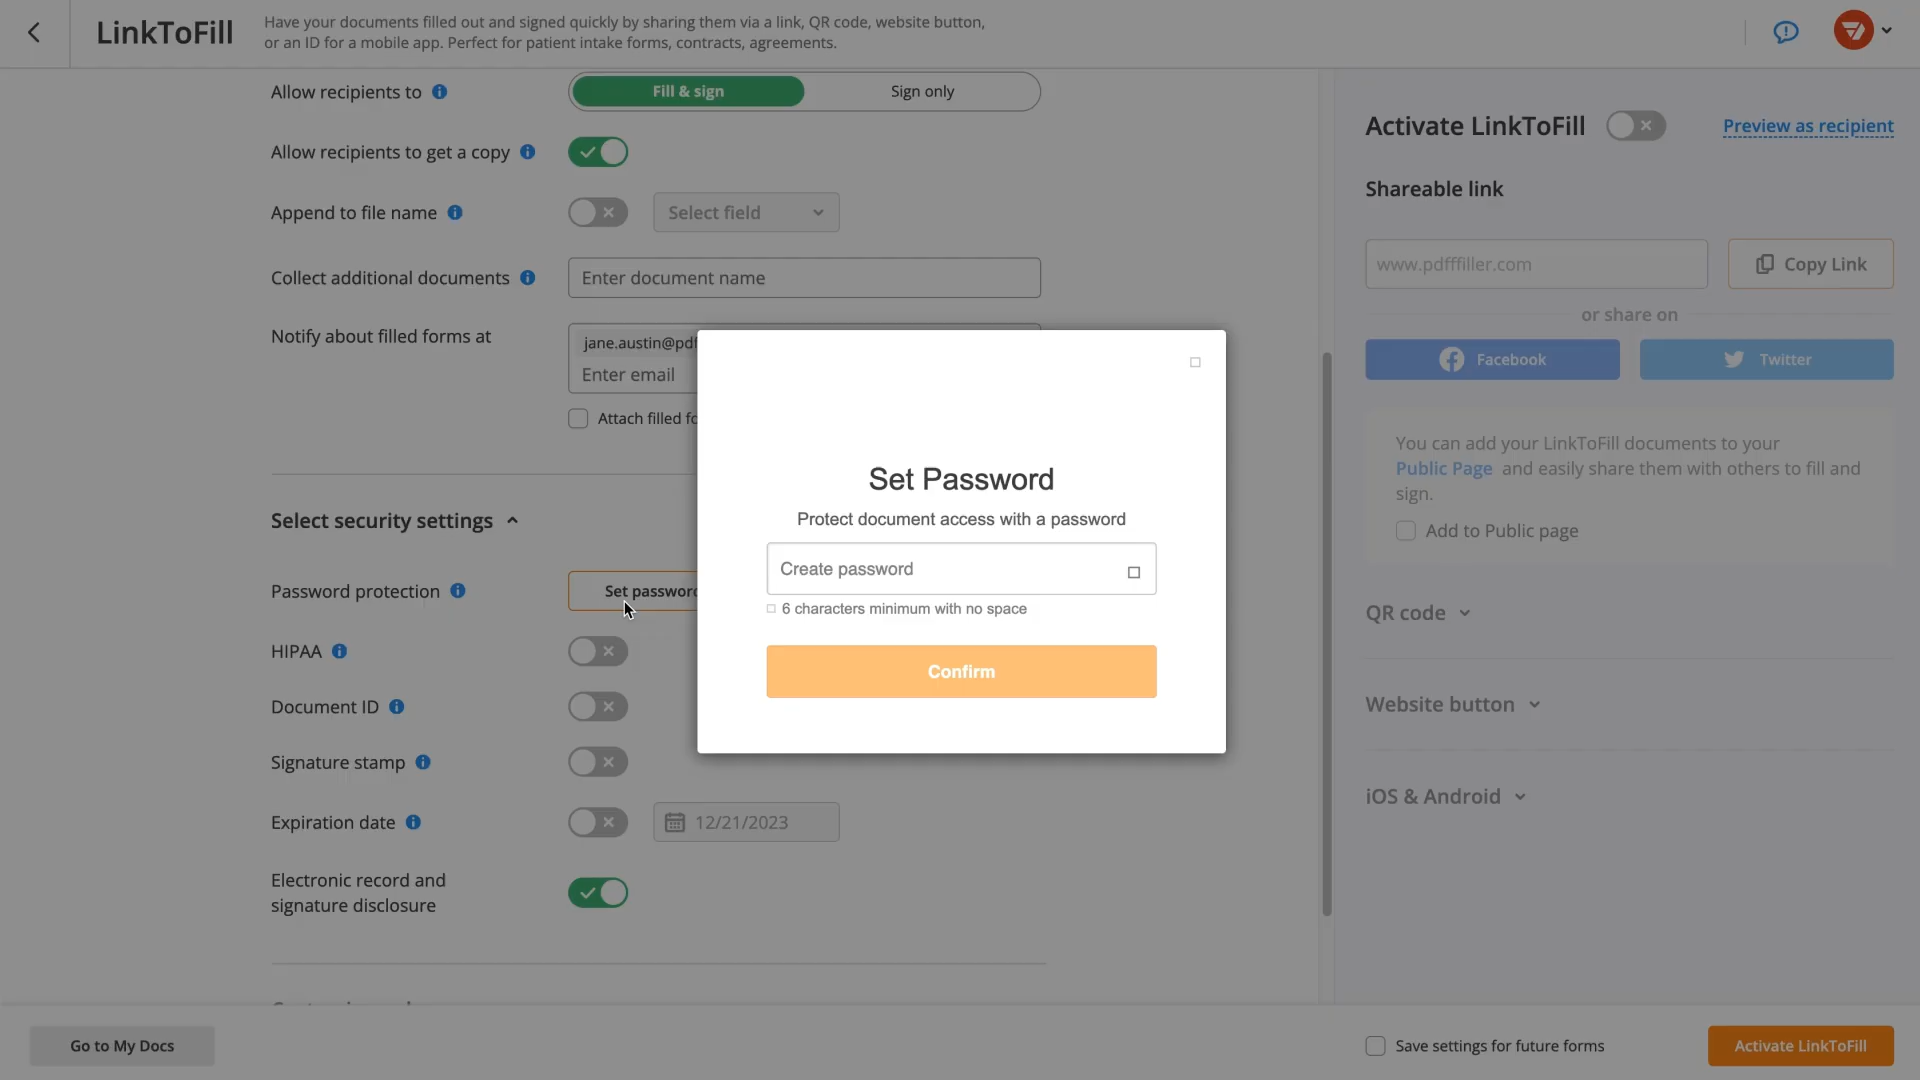 LinkToFill
Have your documents filled out and signed quickly by sharing them via a link, QR code, website button,
or an ID for a mobile app. Perfect for patient intake forms, contracts, agreements.
Allow recipients to
Fill & sign
Sign only
Allow recipients to get a copy
Append to file name
Select field
Collect additional documents
Enter document name
Notify about filled forms at
jane.austin@pdf
Enter email
Attach filled
Select security settings
Password protection
Set password
HIPAA
Document ID
Signature stamp
Expiration date
12/21/2023
Electronic record and
signature disclosure
Set Password
Protect document access with a password
Create password
6 characters minimum with no space
Confirm
Activate LinkToFill
Preview as recipient
Shareable link
www.pdfffiller.com
Copy Link
or share on
Facebook
Twitter
You can add your LinkToFill documents to your
Public Page and easily share them with others to fill and
sign.
Add to Public page
QR code
Website button
iOS & Android
Go to My Docs
Save settings for future forms
Activate LinkToFill